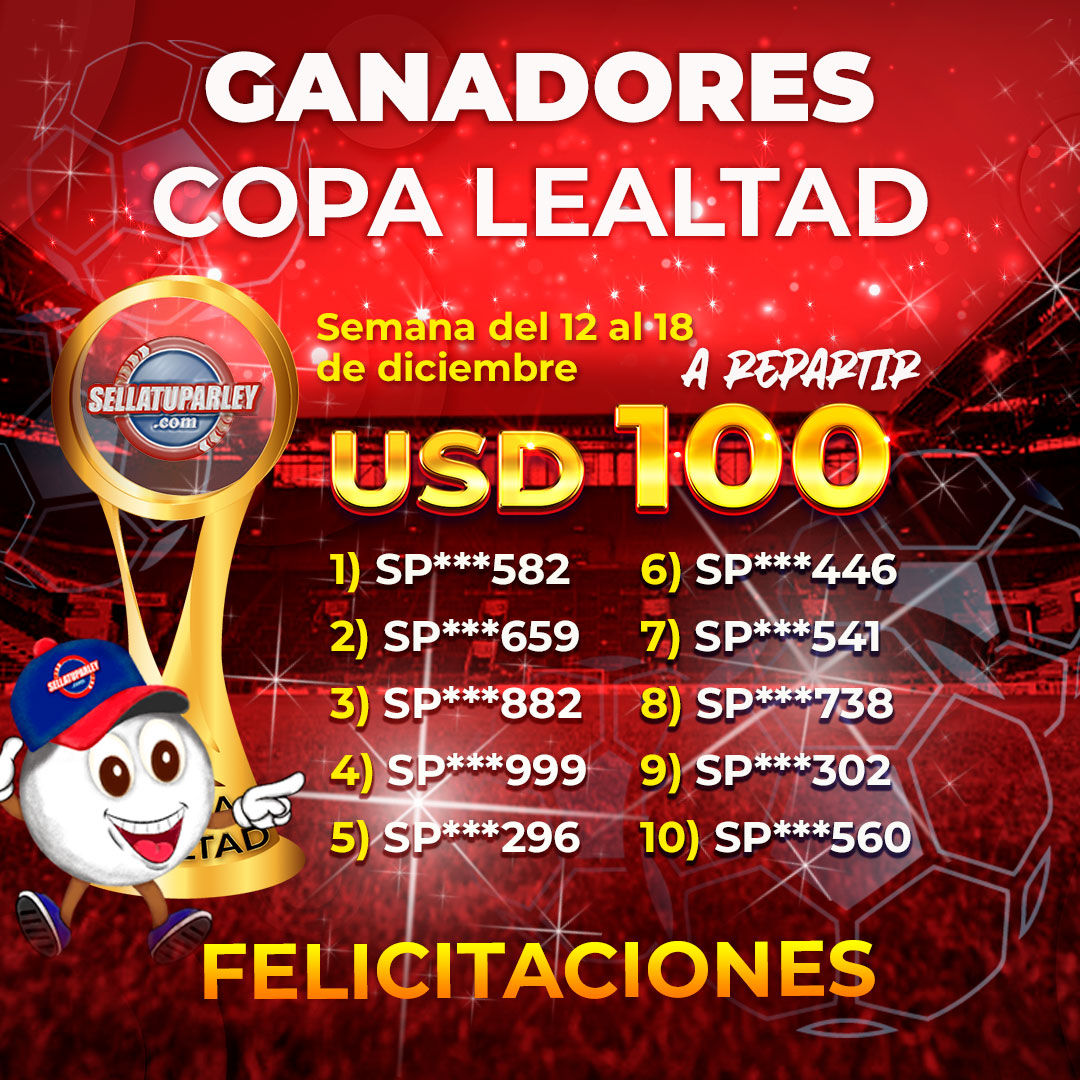 GANADORES
COPA LEALTAD
Semana del 12 al 18
de diciembre
A REPARTIR
USD 100
SELLATUPARLEY
.com
1) SP***582
2) SP***659
3) SP***882
4) SP***999
5) SP***296
6) SP***446
7) SP***541
8) SP***738
9) SP***302
10) SP***560
SELLATUPARLEY
.com
A
LTAD
FELICITACIONES